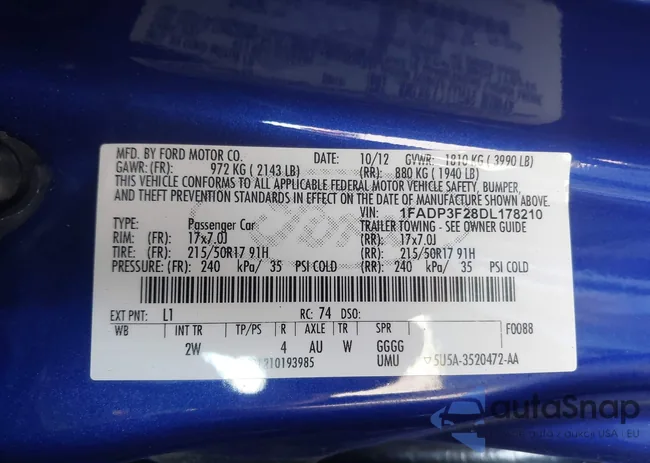 MFD. BY FORD MOTOR CO. DATE: 10/12 GVWR: 1810 KG ( 3990 LB)
GAWR: (FR): 972 KG ( 2143 LB) (RR): 880 KG ( 1940 LB)
THIS VEHICLE CONFORMS TO ALL APPLICABLE FEDERAL MOTOR VEHICLE SAFETY, BUMPER,
AND THEFT PREVENTION STANDARDS IN EFFECT ON THE DATE OF MANUFACTURE SHOWN ABOVE.
VIN: 1FADP3F28DL178210
TYPE: Passenger Car TRAILER TOWING - SEE OWNER GUIDE
RIM: (FR): 17x7.0J (RR): 17x7.0J
TIRE: (FR): 215/50R17 91H (RR): 215/50R17 91H
PRESSURE: (FR): 240 kPa/ 35 PSI COLD (RR): 240 kPa/ 35 PSI COLD
EXT PNT: L1 RC: 74 DSO:
WB INT TR TP/PS R AXLE TR SPR F0088
2W 4 AU W GGGG
210193985 UMU 5U5A-3520472-AA
autoSnap